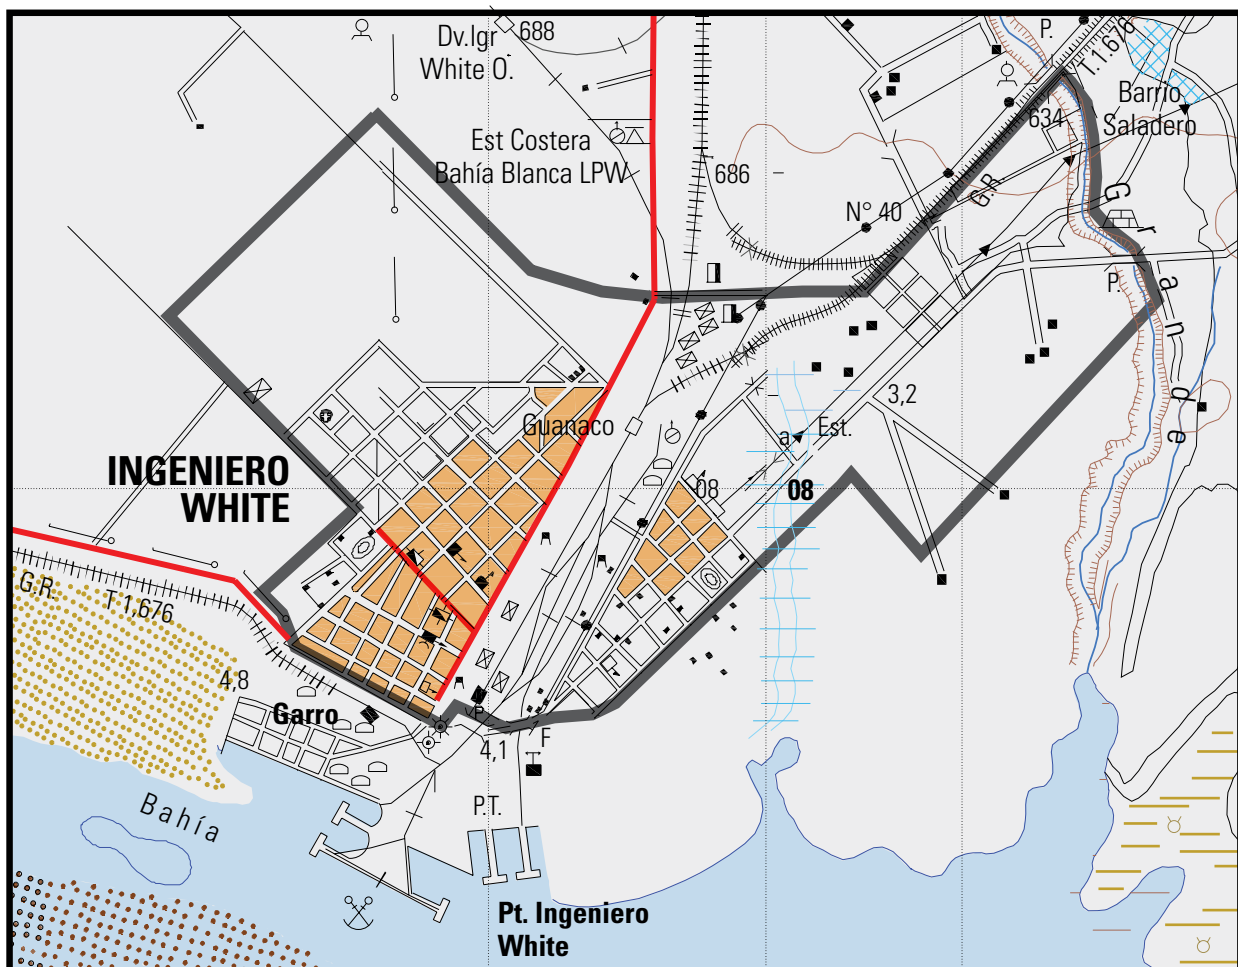 Dv.Igr
White O.
688
P.
T. 1.676
Barrio
Saladero
634
Est Costera
Bahía Blanca LPW
686
G.R.
N° 40
Grande
P.
3,2
Guanaco
a
Est.
INGENIERO
WHITE
08
08
G.R.
T 1,676
4,8
Garro
P.
4,1
F
P.T.
Bahía
Pt. Ingeniero
White